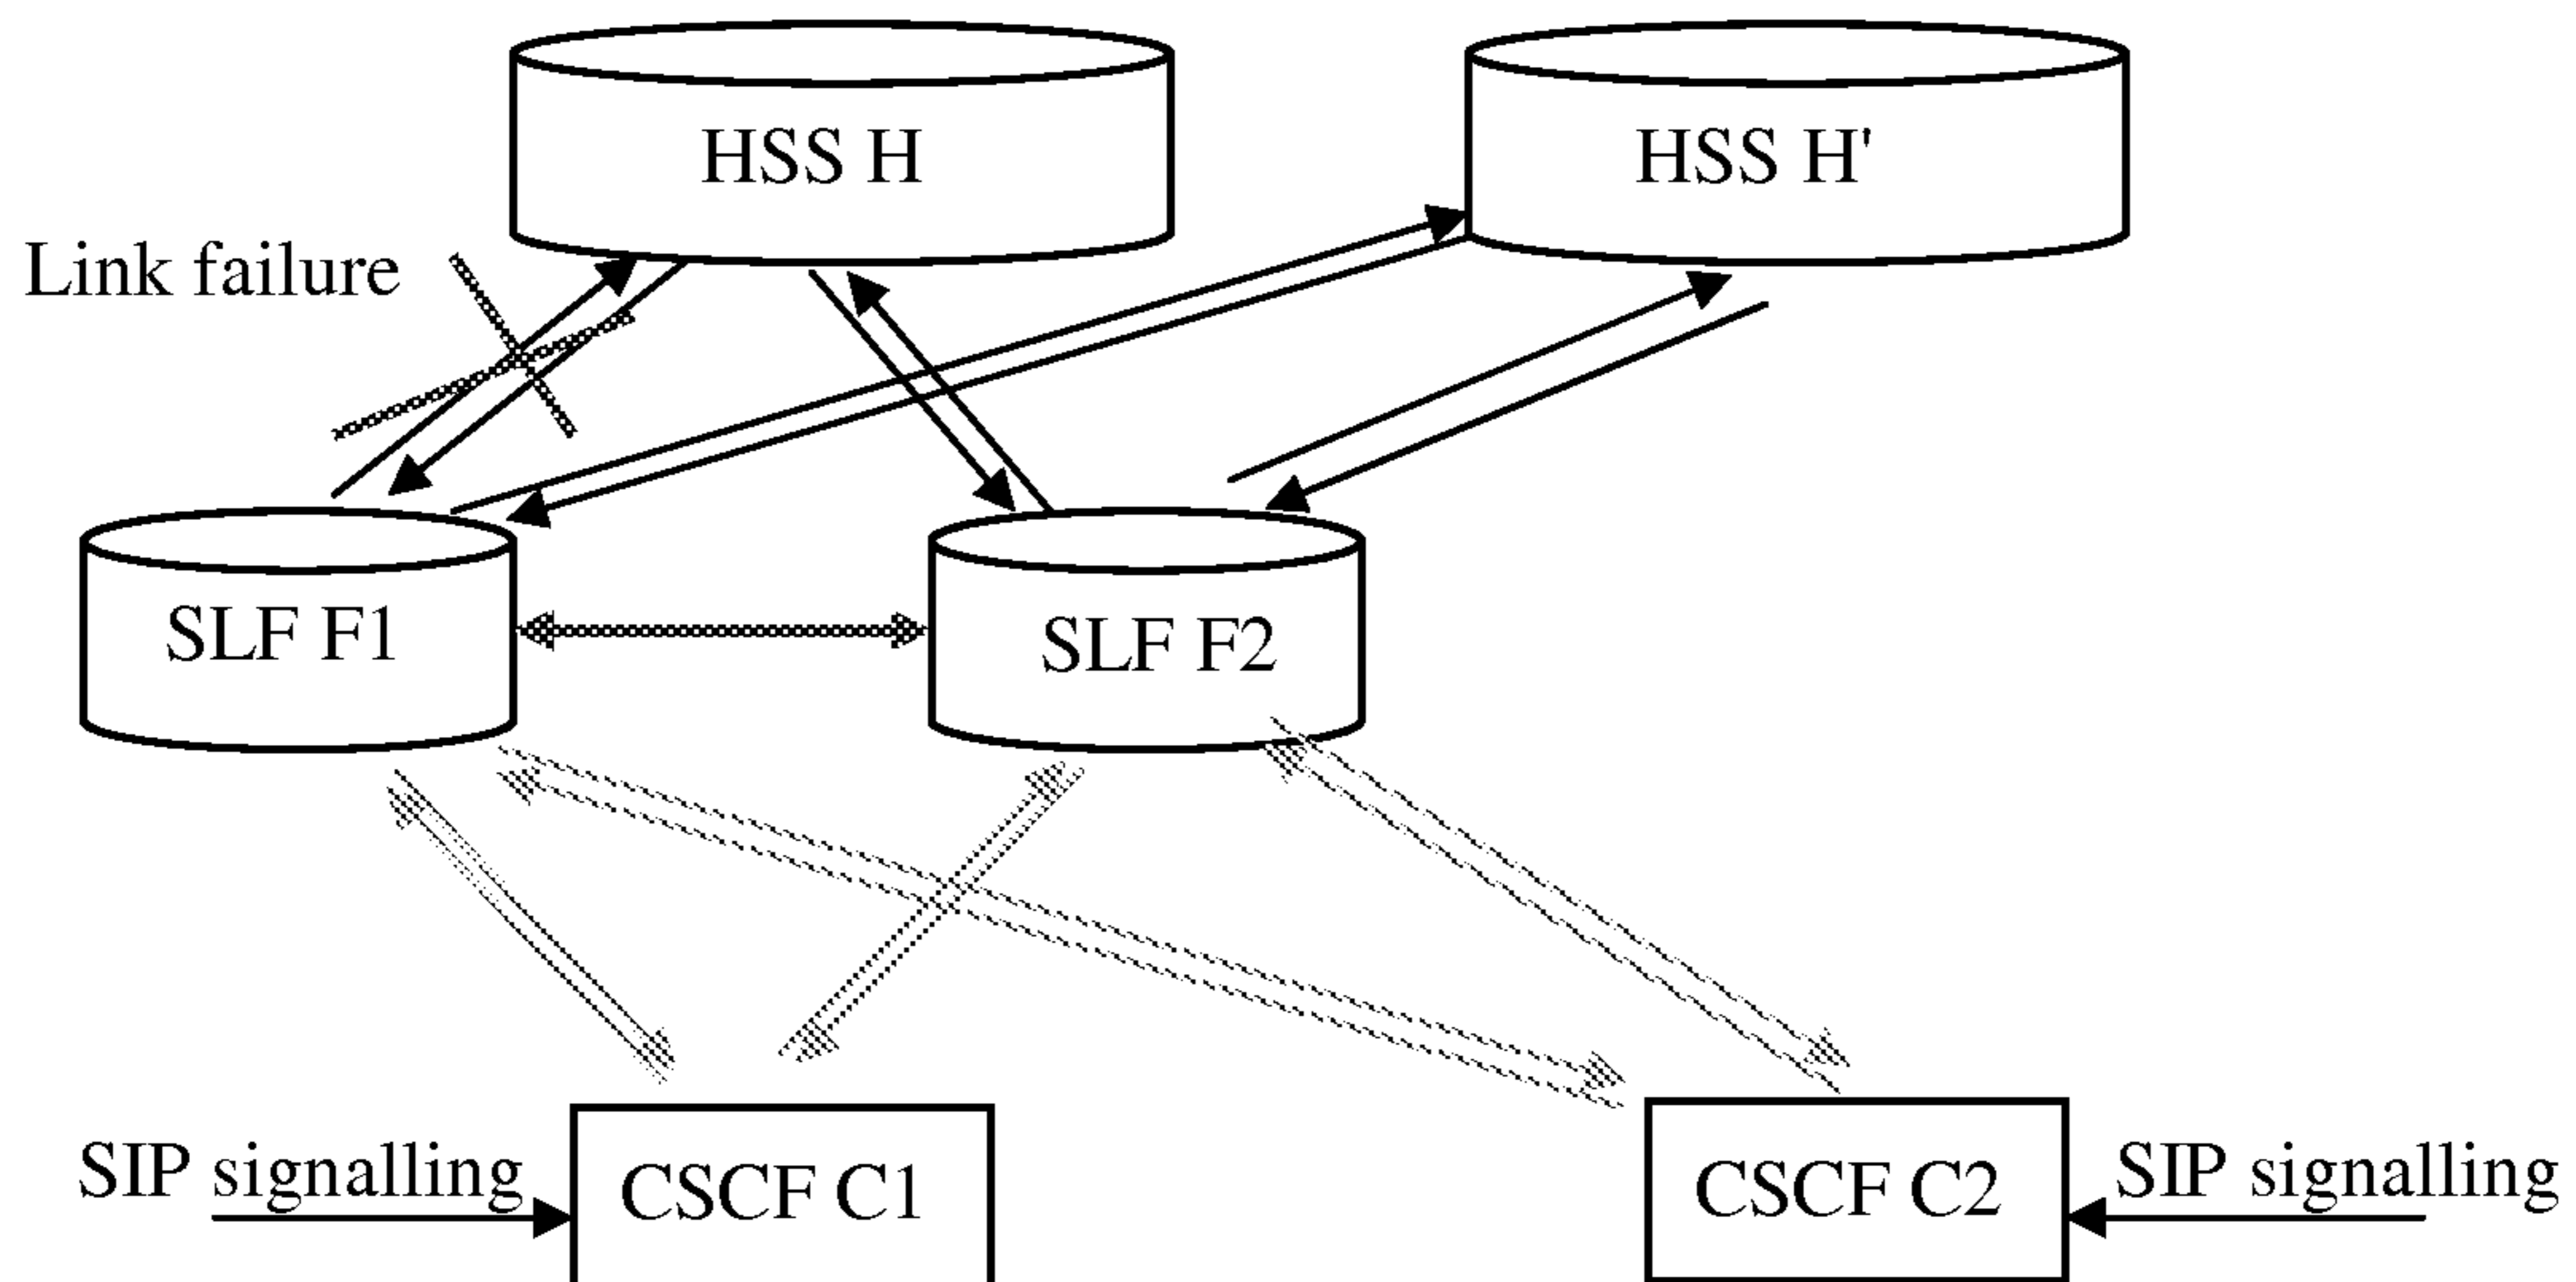 HSS H
HSS H'
Link failure
SLF F1
SLF F2
SIP signalling
CSCF C1
CSCF C2
SIP signalling